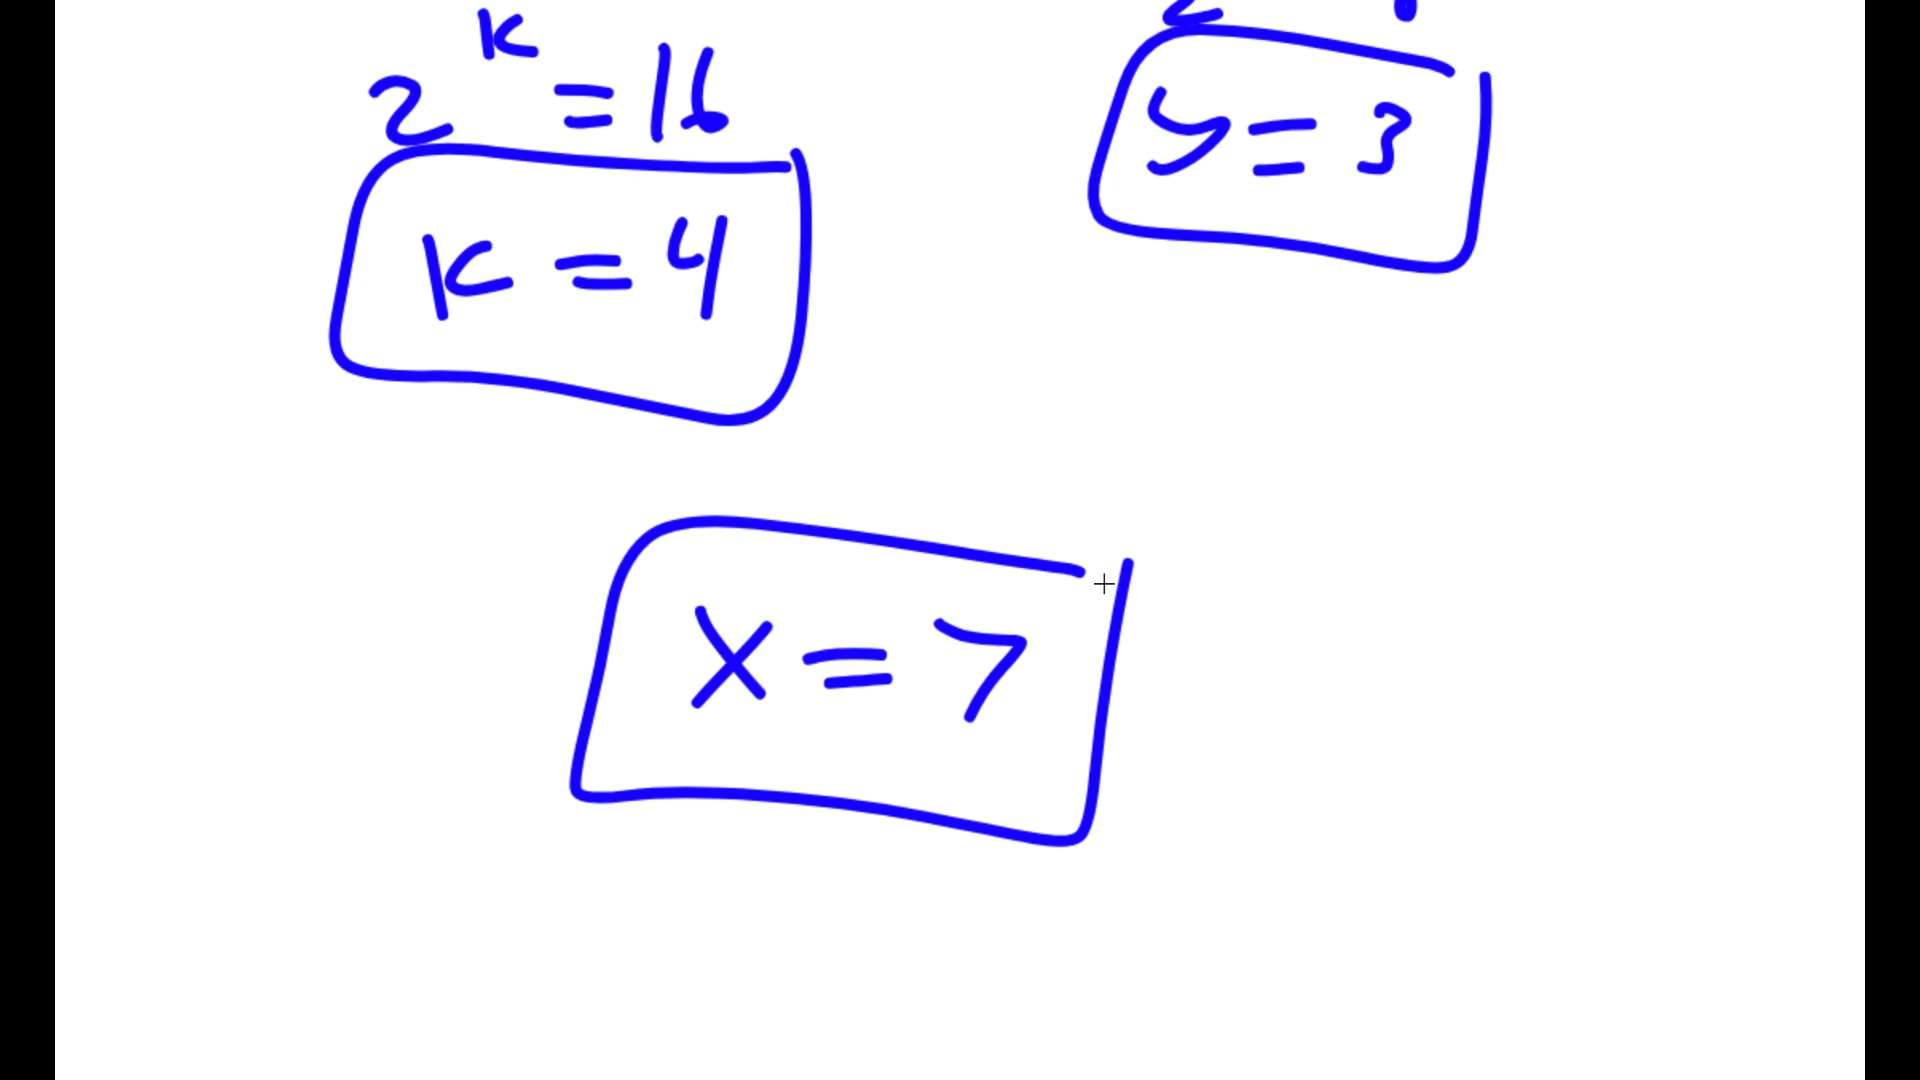 2^k = 16
k = 4
y = 3
x = 7